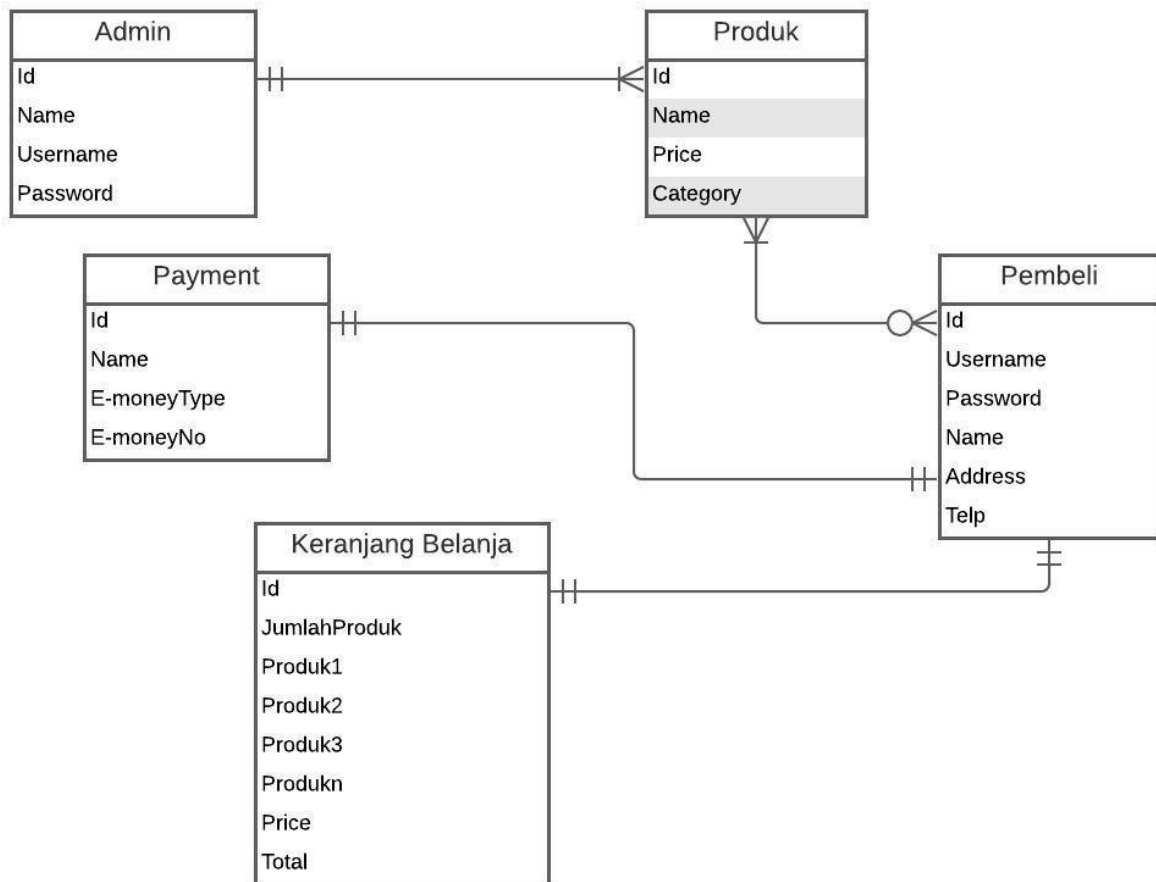 Admin
Id
Name
Username
Password
Produk
Id
Name
Price
Category
Payment
Id
Name
E-moneyType
E-moneyNo
Pembeli
Id
Username
Password
Name
Address
Telp
Keranjang Belanja
Id
JumlahProduk
Produk1
Produk2
Produk3
Produkn
Price
Total